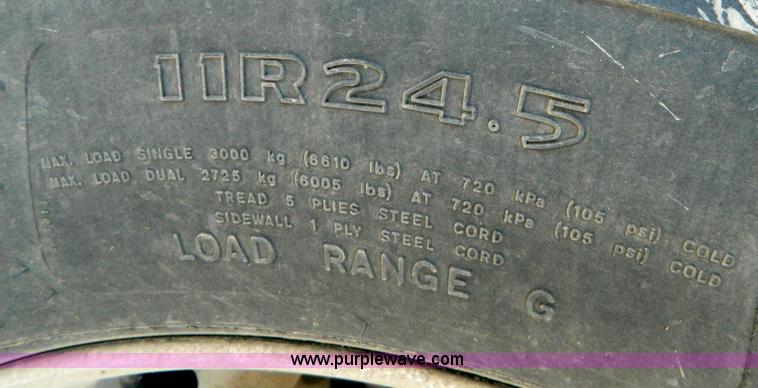 11R24.5
MAX. LOAD SINGLE 3000 kg (6610 lbs) AT 720 kPa (105 psi) COLD
MAX. LOAD DUAL 2725 kg (6005 lbs) AT 720 kPa (105 psi) COLD
TREAD 5 PLIES STEEL CORD
SIDEWALL 1 PLY STEEL CORD
LOAD RANGE G
www.purplewave.com